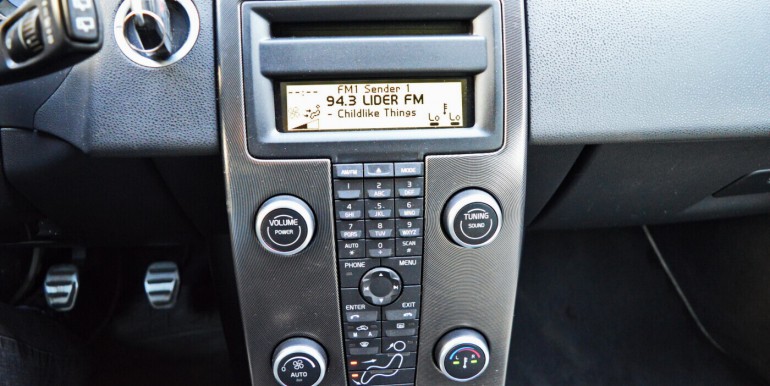 FM1 Sender 1
94.3 LIDER FM
- Childlike Things
Lo Lo
AM/FM MODE
1 2 3
ABC DEF
4 5 6
GHI JKL MNO
7 8 9
PQRS TUV WXYZ
AUTO 0 SCAN
VOLUME
POWER
TUNING
SOUND
PHONE MENU
ENTER EXIT
M A
AUTO